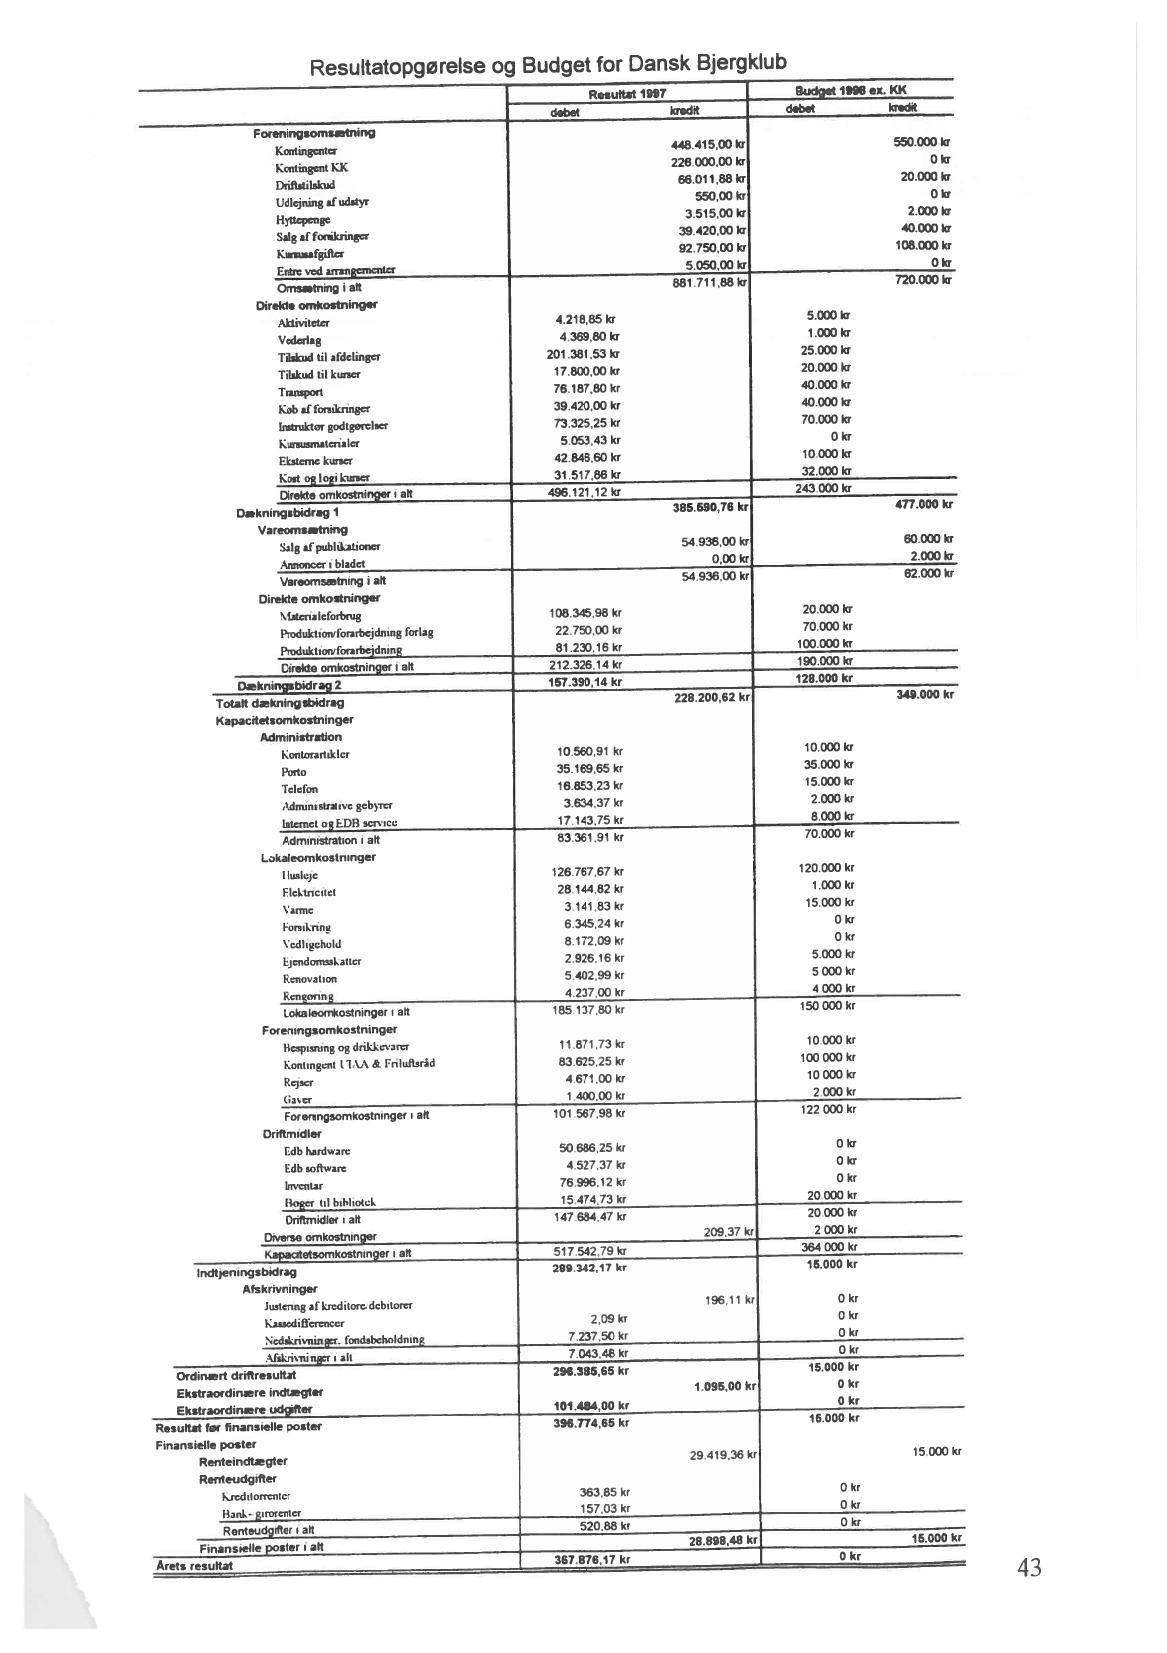 Resultatopgørelse og Budget for Dansk Bjergklub
Resultat 1997 Budget 1998 ex. KK
debet kredit debet kredit
Foreningsomsætning
Kontingenter 448.415,00 kr 550.000 kr
Kontingent KK 226.000,00 kr 0 kr
Driftstilskud 66.011,88 kr 20.000 kr
Udlejning af udstyr 550,00 kr 0 kr
Hyttepenge 3.515,00 kr 2.000 kr
Salg af forsikringer 39.420,00 kr 40.000 kr
Kursusafgifter 92.750,00 kr 108.000 kr
Entre ved arrangementer 5.050,00 kr 0 kr
Omsætning i alt 881.711,88 kr 720.000 kr
Direkte omkostninger
Aktiviteter 4.218,85 kr 5.000 kr
Vederlag 4.369,80 kr 1.000 kr
Tilskud til afdelinger 201.381,53 kr 25.000 kr
Tilskud til kurser 17.800,00 kr 20.000 kr
Transport 76.187,80 kr 40.000 kr
Køb af forsikringer 39.420,00 kr 40.000 kr
Instruktør godtgørelser 73.325,25 kr 70.000 kr
Kursusmaterialer 5.053,43 kr 0 kr
Eksterne kurser 42.846,60 kr 10.000 kr
Kost og logi kurser 31.517,86 kr 32.000 kr
Direkte omkostninger i alt 496.121,12 kr 243.000 kr
Dækningsbidrag 1 385.590,76 kr 477.000 kr
Vareomsætning
Salg af publikationer 54.936,00 kr 60.000 kr
Annoncer i bladet 0,00 kr 2.000 kr
Vareomsætning i alt 54.936,00 kr 62.000 kr
Direkte omkostninger
Materialeforbrug 108.345,98 kr 20.000 kr
Produktion/forarbejdning forlag 22.750,00 kr 70.000 kr
Produktion/forarbejdning 81.230,16 kr 100.000 kr
Direkte omkostninger i alt 212.326,14 kr 190.000 kr
Dækningsbidrag 2 157.390,14 kr 128.000 kr
Totalt dækningsbidrag 228.200,62 kr 349.000 kr
Kapacitetsomkostninger
Administration
Kontorartikler 10.560,91 kr 10.000 kr
Porto 35.169,65 kr 35.000 kr
Telefon 16.853,23 kr 15.000 kr
Administrative gebyrer 3.634,37 kr 2.000 kr
Internet og EDB service 17.143,75 kr 8.000 kr
Administration i alt 83.361,91 kr 70.000 kr
Lokaleomkostninger
Husleje 126.767,67 kr 120.000 kr
Elektricitet 28.144,82 kr 1.000 kr
Varme 3.141,83 kr 15.000 kr
Forsikring 6.345,24 kr 0 kr
Vedligehold 8.172,09 kr 0 kr
Ejendomsskatter 2.926,16 kr 5.000 kr
Renovation 5.402,99 kr 5 000 kr
Rengøring 4.237,00 kr 4 000 kr
Lokaleomkostninger i alt 185.137,80 kr 150 000 kr
Foreningsomkostninger
Bespisning og drikkevarer 11.871,73 kr 10.000 kr
Kontingent UIAA & Friluftsråd 83.625,25 kr 100 000 kr
Rejser 4.671,00 kr 10 000 kr
Gaver 1.400,00 kr 2.000 kr
Foreningsomkostninger i alt 101.567,98 kr 122 000 kr
Driftmidler
Edb hardware 50.686,25 kr 0 kr
Edb software 4.527,37 kr 0 kr
Inventar 76.996,12 kr 0 kr
Bøger til bibliotek 15.474,73 kr 20.000 kr
Driftmidler i alt 147.684,47 kr 20.000 kr
Diverse omkostninger 209,37 kr 2 000 kr
Kapacitetsomkostninger i alt 517.542,79 kr 364 000 kr
Indtjeningsbidrag 289.342,17 kr 15.000 kr
Afskrivninger
Justering af kreditore-debitorer 196,11 kr 0 kr
Kassedifferencer 2,09 kr 0 kr
Nedskrivninger, fondsbeholdning 7.237,50 kr 0 kr
Afskrivninger i alt 7.043,48 kr 0 kr
Ordinært driftresultat 296.385,65 kr 15.000 kr
Ekstraordinære indtægter 1.095,00 kr 0 kr
Ekstraordinære udgifter 101.484,00 kr 0 kr
Resultat før finansielle poster 396.774,65 kr 15.000 kr
Finansielle poster
Renteindtægter 29.419,36 kr 15.000 kr
Renteudgifter
Kreditorrenter 363,85 kr 0 kr
Bank- girorenter 157,03 kr 0 kr
Renteudgifter i alt 520,88 kr 0 kr
Finansielle poster i alt 28.898,48 kr 15.000 kr
Årets resultat 367.876,17 kr 0 kr
43